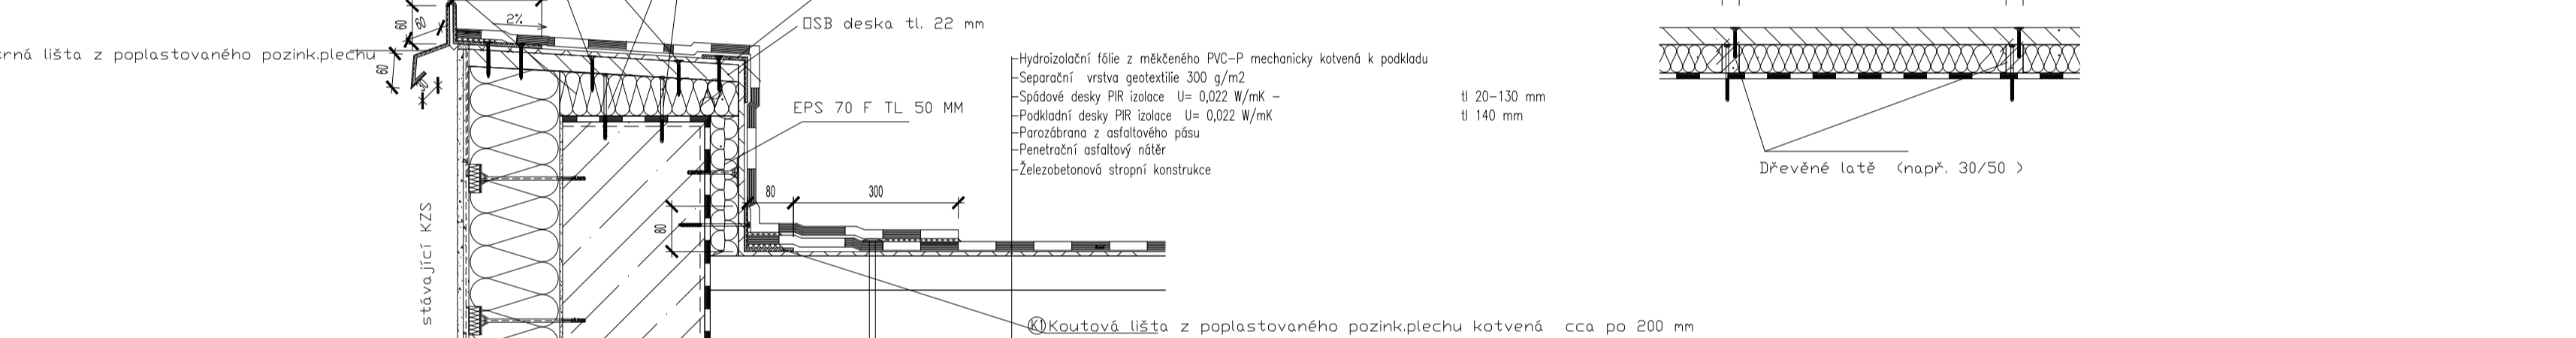 60
80
2%
OSB deska tl. 22 mm
trná lišta z poplastovaného pozink.plechu
60
Hydroizolační fólie z měkčeného PVC-P mechanicky kotvená k podkladu
Separační vrstva geotextilie 300 g/m2
Spádové desky PIR izolace U= 0,022 W/mK – tl 20-130 mm
Podkladní desky PIR izolace U= 0,022 W/mK tl 140 mm
Parozábrana z asfaltového pásu
Penetrační asfaltový nátěr
Železobetonová stropní konstrukce
EPS 70 F TL 50 MM
Dřevěné latě (např. 30/50 )
80
300
80
stávající KZS
K1 Koutová lišta z poplastovaného pozink.plechu kotvená cca po 200 mm